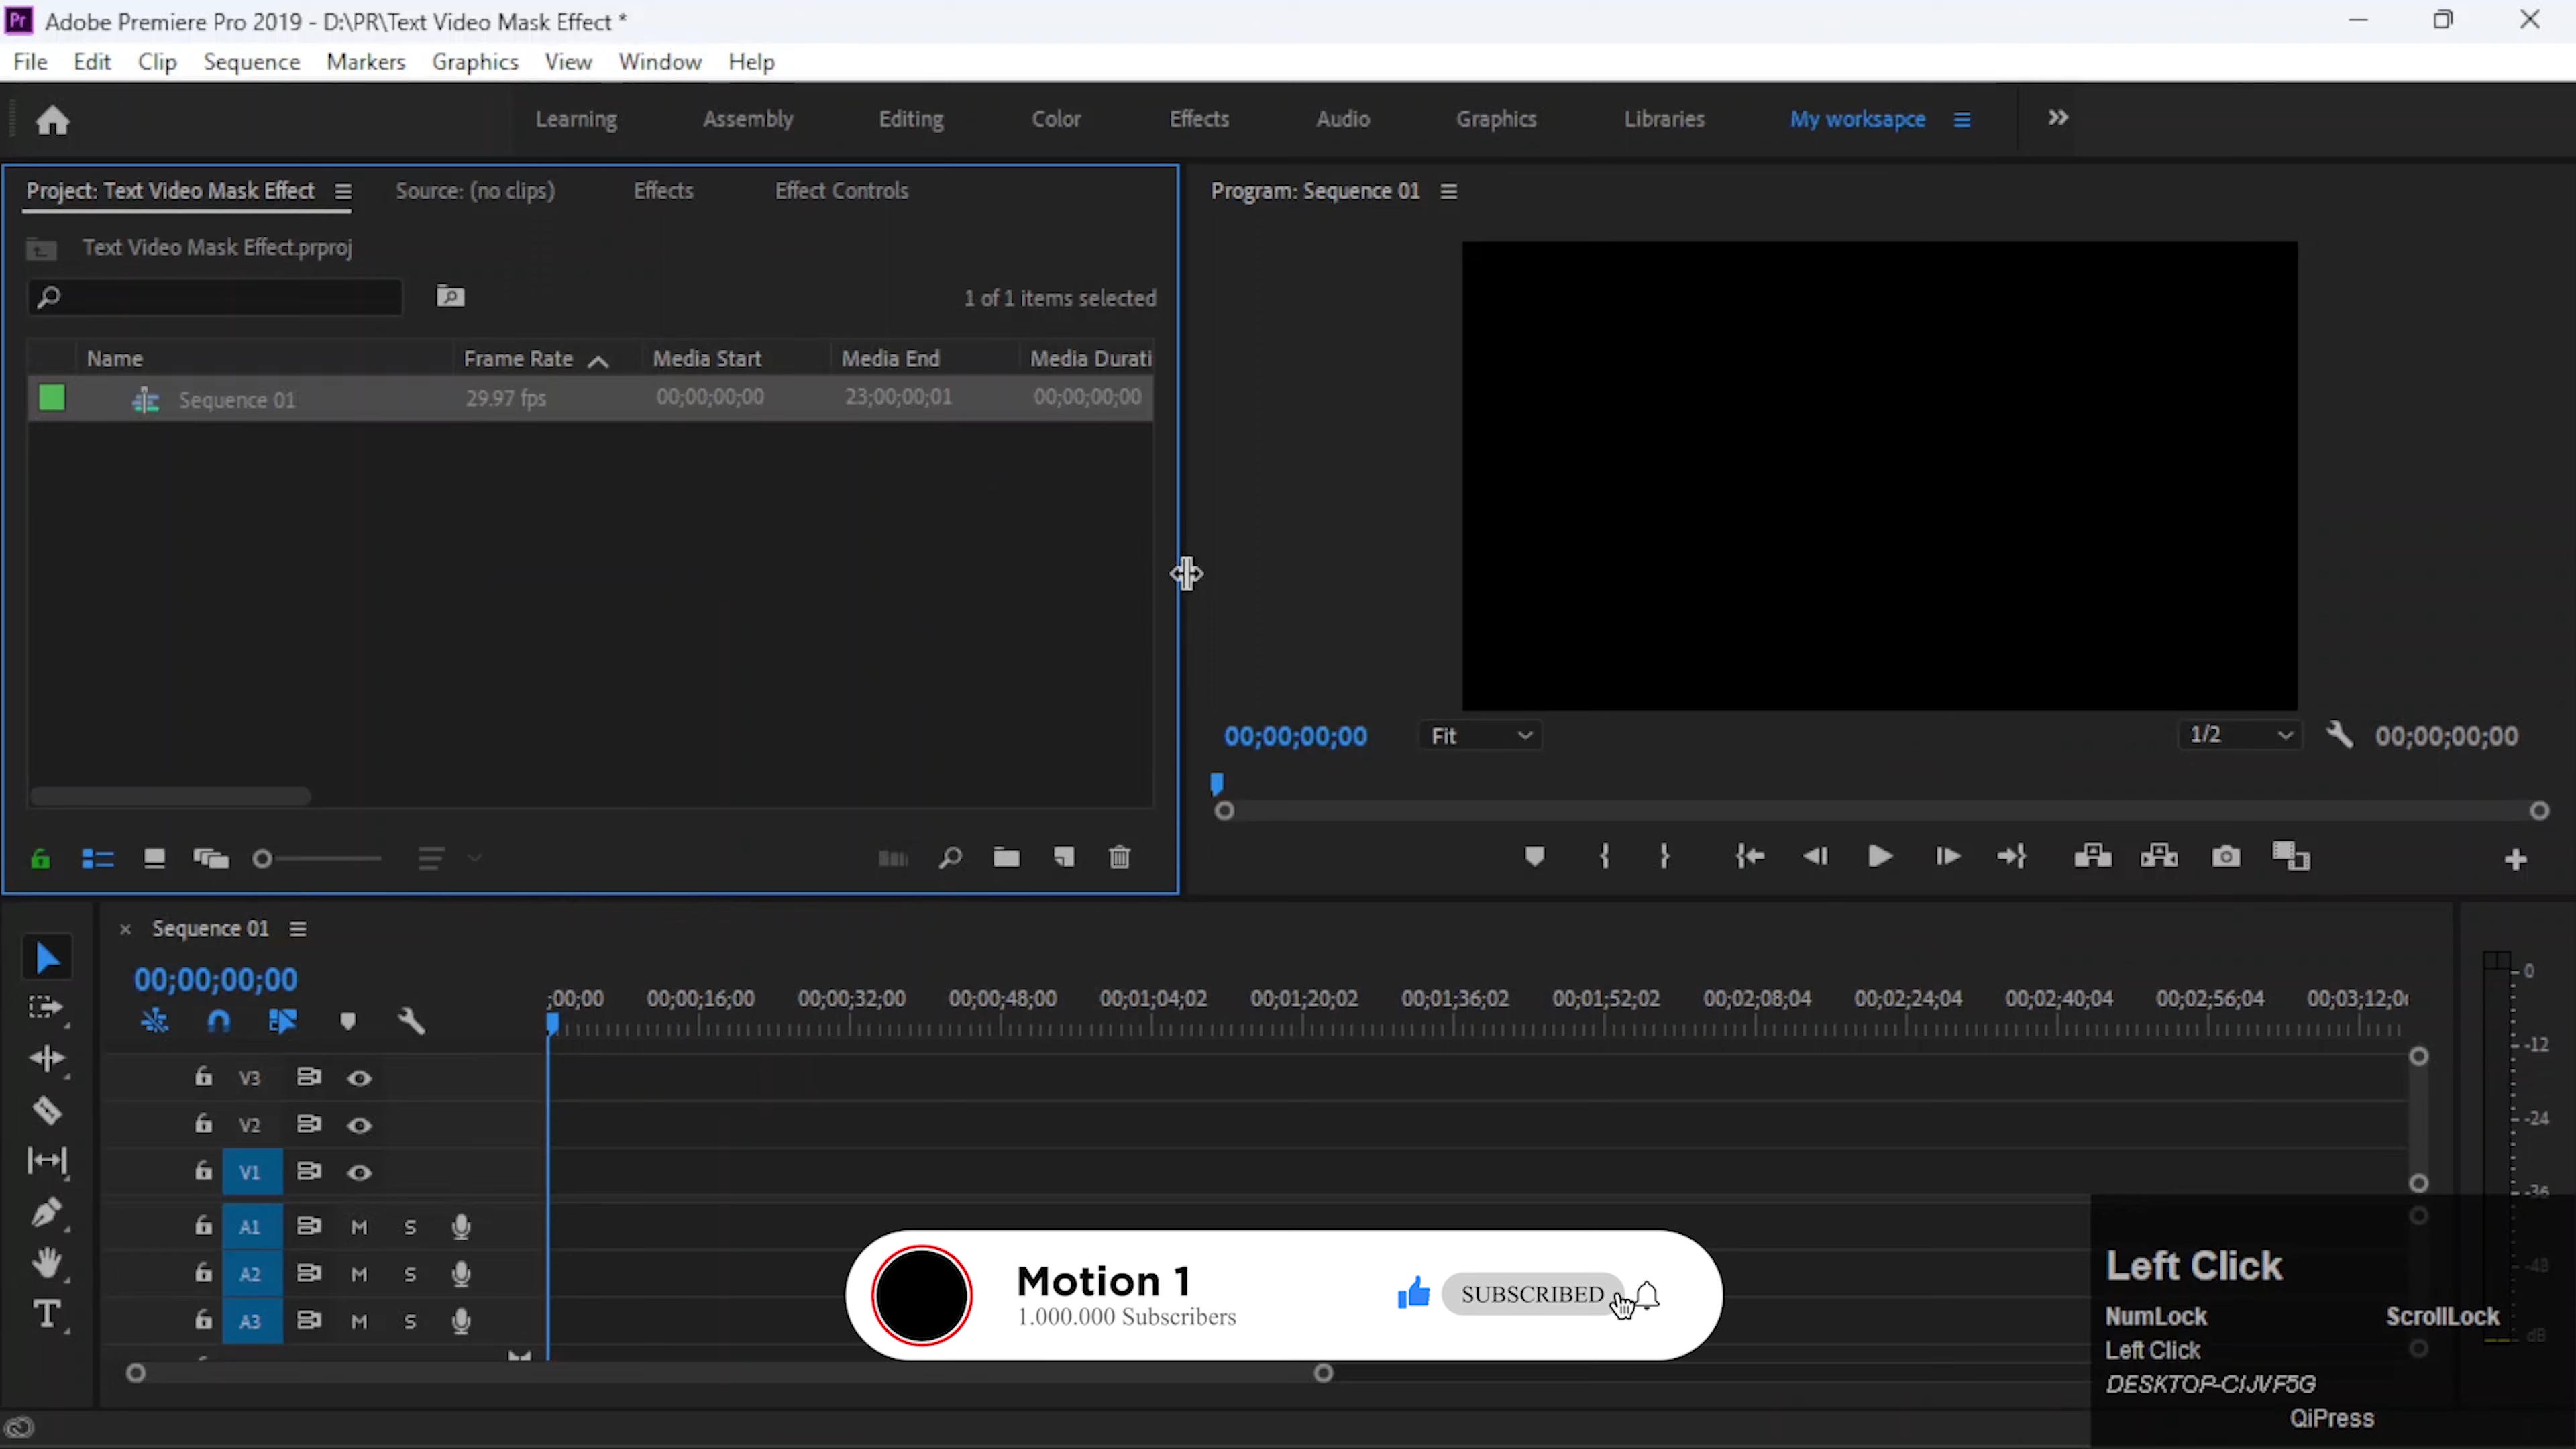 Pr Adobe Premiere Pro 2019 - D:\PR\Text Video Mask Effect *
File Edit Clip Sequence Markers Graphics View Window Help
Learning Assembly Editing Color Effects Audio Graphics Libraries My worksapce
Project: Text Video Mask Effect Source: (no clips) Effects Effect Controls
Program: Sequence 01
Text Video Mask Effect.prproj
1 of 1 items selected
Name Frame Rate Media Start Media End Media Durati
Sequence 01 29.97 fps 00;00;00;00 23;00;00;01 00;00;00;00
00;00;00;00 Fit 1/2 00;00;00;00
Sequence 01
00;00;00;00
;00;00 00;00;16;00 00;00;32;00 00;00;48;00 00;01;04;02 00;01;20;02 00;01;36;02 00;01;52;02 00;02;08;04 00;02;24;04 00;02;40;04 00;02;56;04 00;03;12;0
V3
V2
V1
A1 M S
A2 M S
A3 M S
T
0
-12
-24
-36
-48
dB
Motion 1
1.000.000 Subscribers
SUBSCRIBED
Left Click
NumLock ScrollLock
Left Click
DESKTOP-CIJVF5G
QiPress